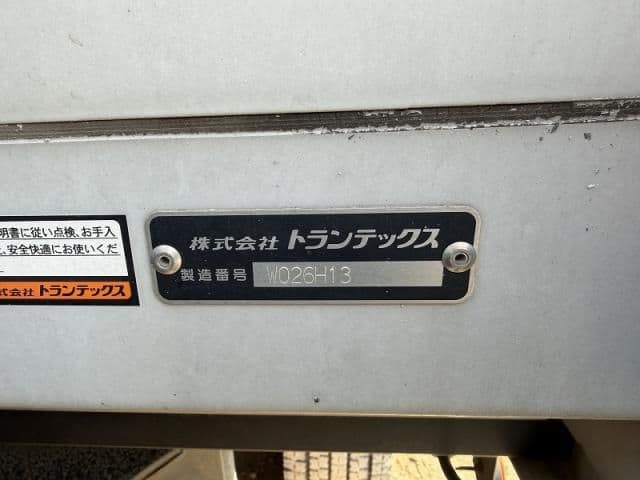 明書に従い点検、お手入
安全快適にお使いくだ
式会社 トランテックス
株式会社 トランテックス
製造番号 W026H13